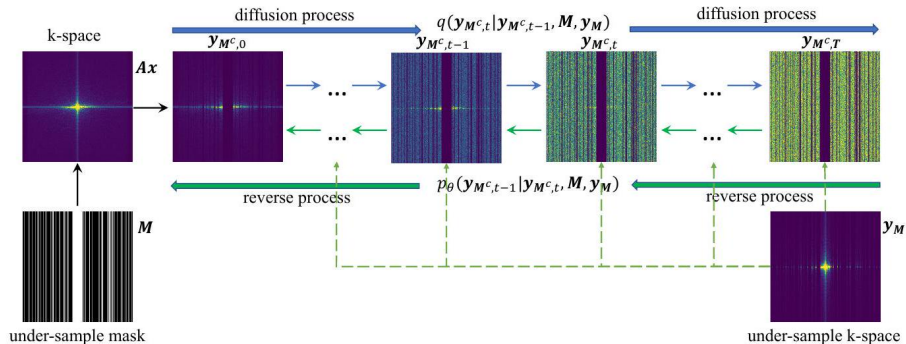 diffusion process
q(𝒚_{𝑴^c,t}|𝒚_{𝑴^c,t−1}, 𝑴, 𝒚_𝑴)
diffusion process
k-space
𝒚_{𝑴^c,0}
𝒚_{𝑴^c,t−1}
𝒚_{𝑴^c,t}
𝒚_{𝑴^c,T}
𝑨𝒙
...
...
...
...
p_θ(𝒚_{𝑴^c,t−1}|𝒚_{𝑴^c,t}, 𝑴, 𝒚_𝑴)
reverse process
reverse process
𝑴
𝒚_𝑴
under-sample mask
under-sample k-space